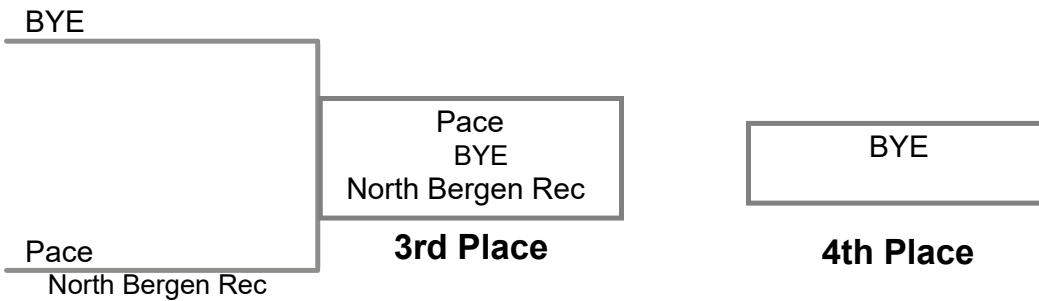 BYE
Pace
North Bergen Rec
Pace
BYE
North Bergen Rec
3rd Place
BYE
4th Place